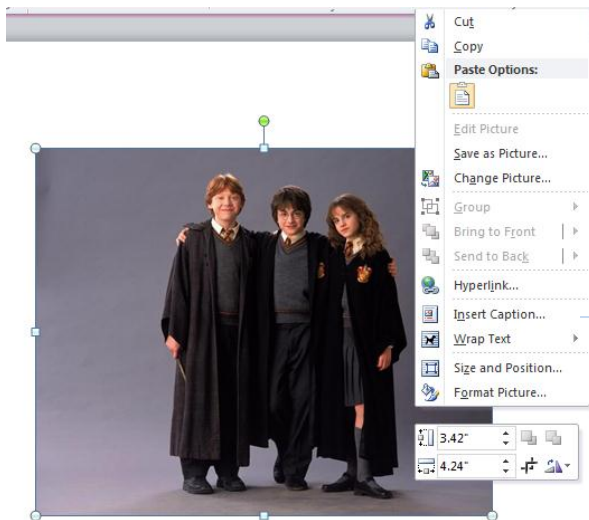 Cut
Copy
Paste Options:
Edit Picture
Save as Picture...
Change Picture...
Group
Bring to Front
Send to Back
Hyperlink...
Insert Caption...
Wrap Text
Size and Position...
Format Picture...
3.42"
4.24"